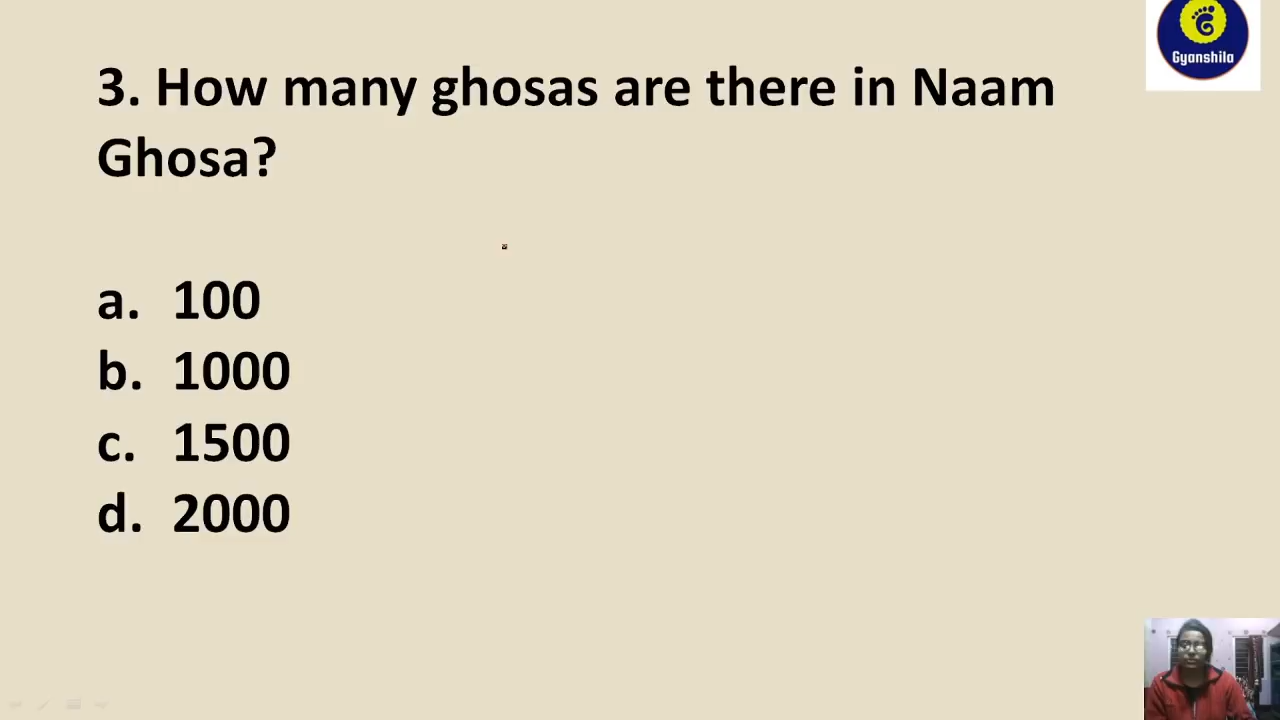 Gyanshila
3. How many ghosas are there in Naam
Ghosa?
a. 100
b. 1000
c. 1500
d. 2000